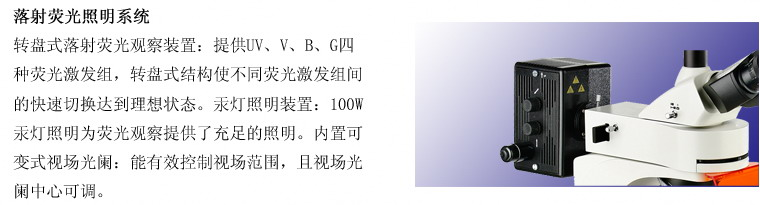 落射荧光照明系统
转盘式落射荧光观察装置：提供UV、V、B、G四
种荧光激发组，转盘式结构使不同荧光激发组间
的快速切换达到理想状态。汞灯照明装置：100W
汞灯照明为荧光观察提供了充足的照明。内置可
变式视场光阑：能有效控制视场范围，且视场光
阑中心可调。